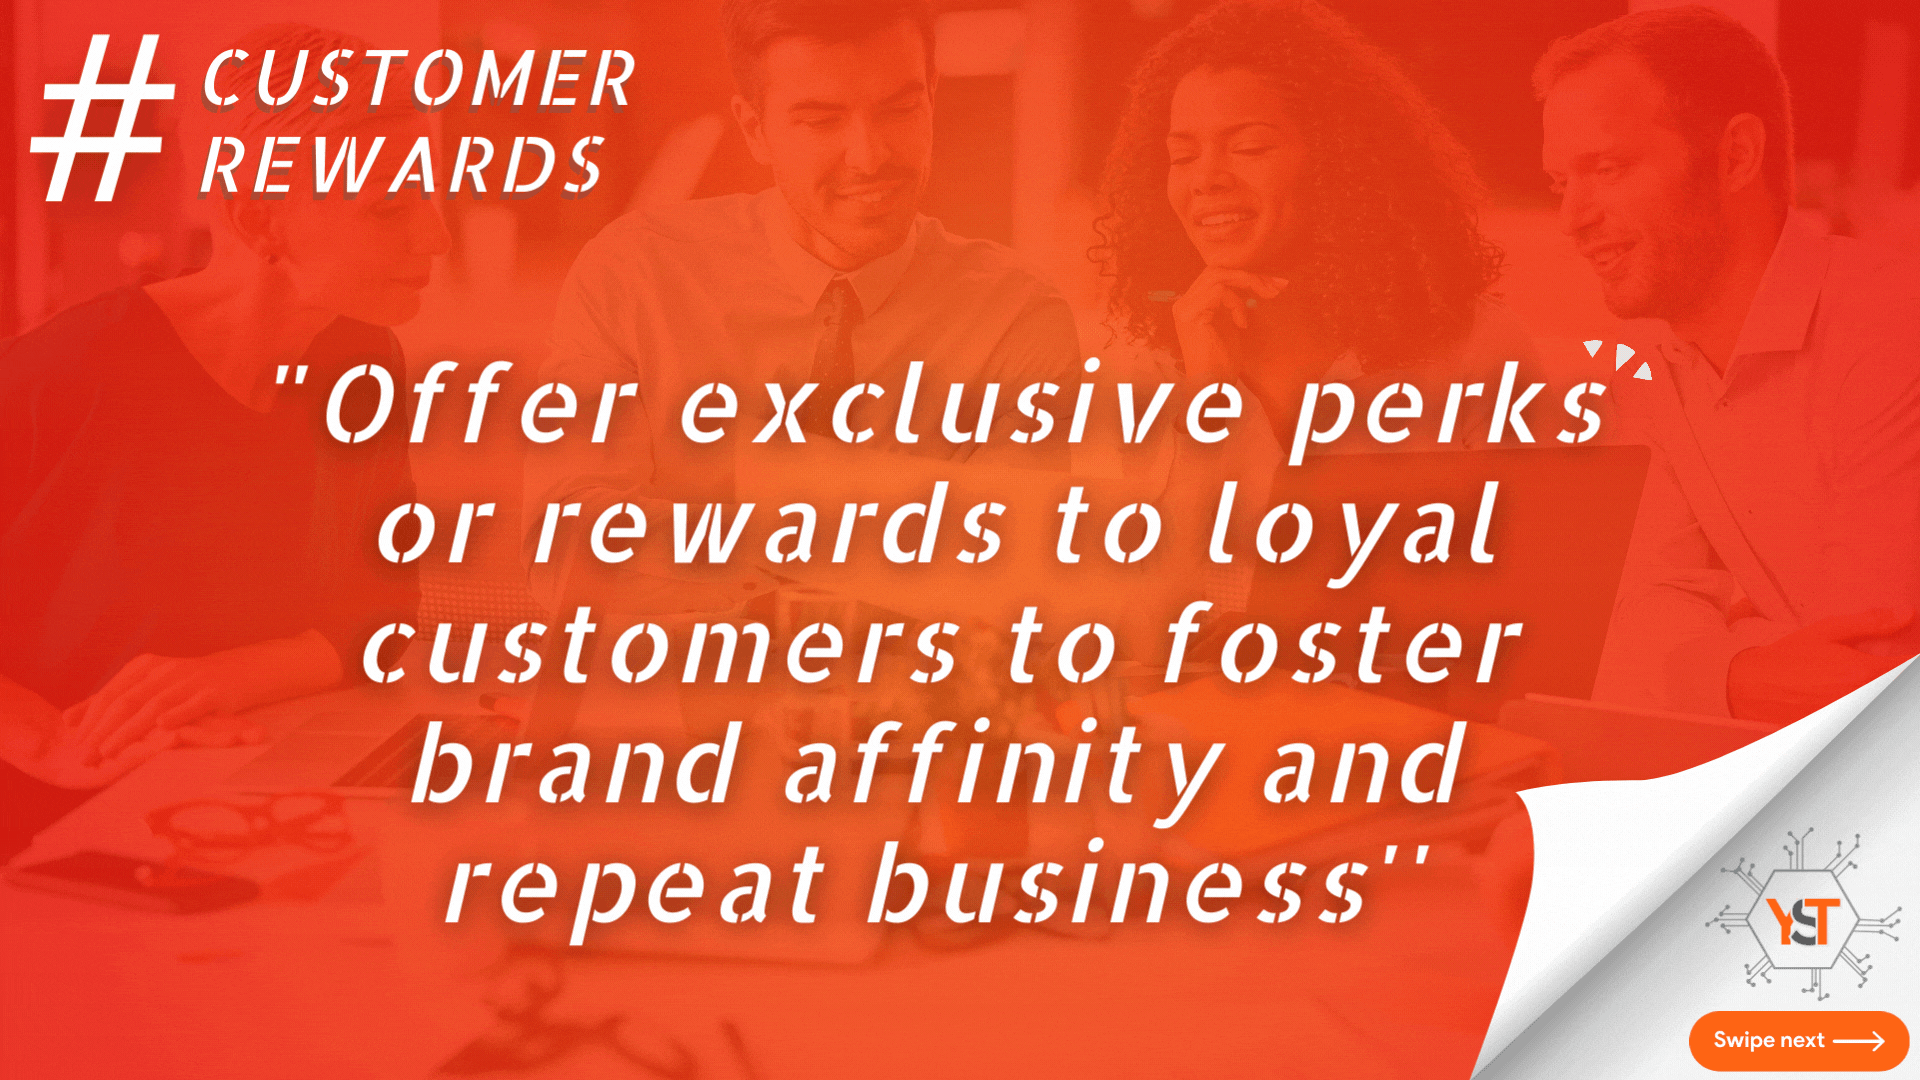 # CUSTOMER
REWARDS
"Offer exclusive perks
or rewards to loyal
customers to foster
brand affinity and
repeat business''
YST
Swipe next